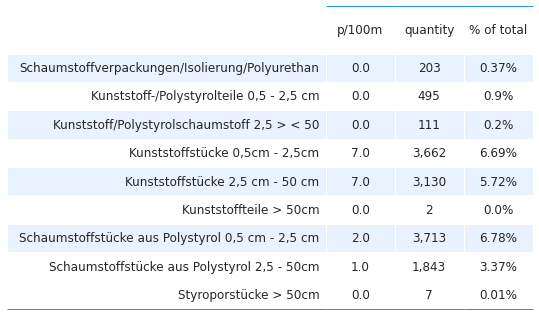 p/100m quantity % of total
Schaumstoffverpackungen/Isolierung/Polyurethan 0.0 203 0.37%
Kunststoff-/Polystyrolteile 0,5 - 2,5 cm 0.0 495 0.9%
Kunststoff/Polystyrolschaumstoff 2,5 > < 50 0.0 111 0.2%
Kunststoffstücke 0,5cm - 2,5cm 7.0 3,662 6.69%
Kunststoffstücke 2,5 cm - 50 cm 7.0 3,130 5.72%
Kunststoffteile > 50cm 0.0 2 0.0%
Schaumstoffstücke aus Polystyrol 0,5 cm - 2,5 cm 2.0 3,713 6.78%
Schaumstoffstücke aus Polystyrol 2,5 - 50cm 1.0 1,843 3.37%
Styroporstücke > 50cm 0.0 7 0.01%